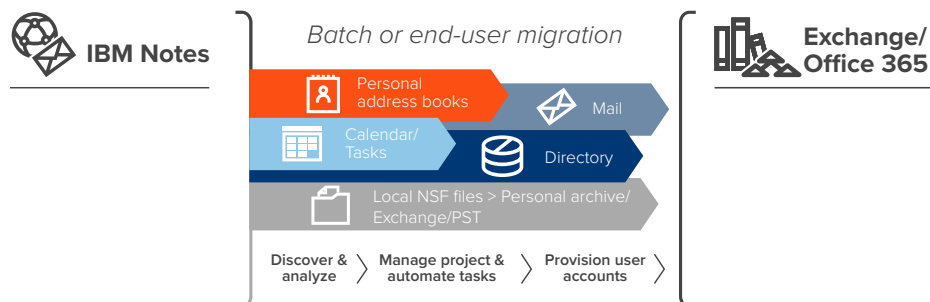 IBM Notes
Batch or end-user migration
Exchange/
Office 365
Personal
address books
Mail
Calendar/
Tasks
Directory
Local NSF files > Personal archive/
Exchange/PST
Discover &
analyze
Manage project &
automate tasks
Provision user
accounts